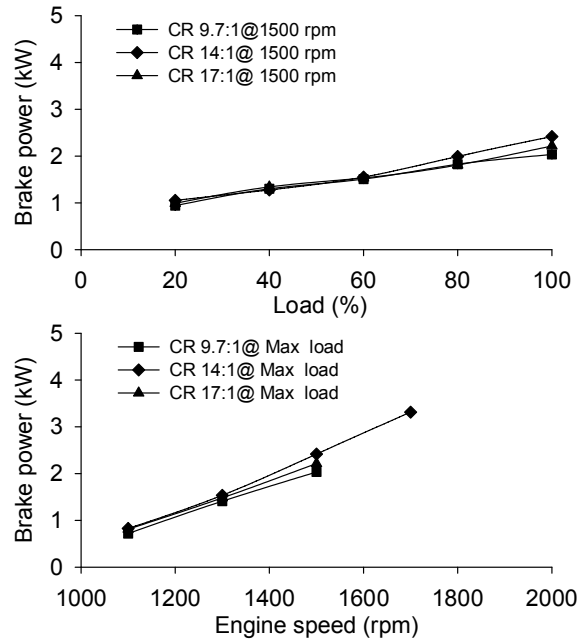 5
CR 9.7:1@1500 rpm
4
CR 14:1@ 1500 rpm
CR 17:1@ 1500 rpm
3
2
1
0
Brake power (kW)
0 20 40 60 80 100
Load (%)
5
CR 9.7:1@ Max load
4
CR 14:1@ Max load
CR 17:1@ Max load
3
2
1
0
Brake power (kW)
1000 1200 1400 1600 1800 2000
Engine speed (rpm)